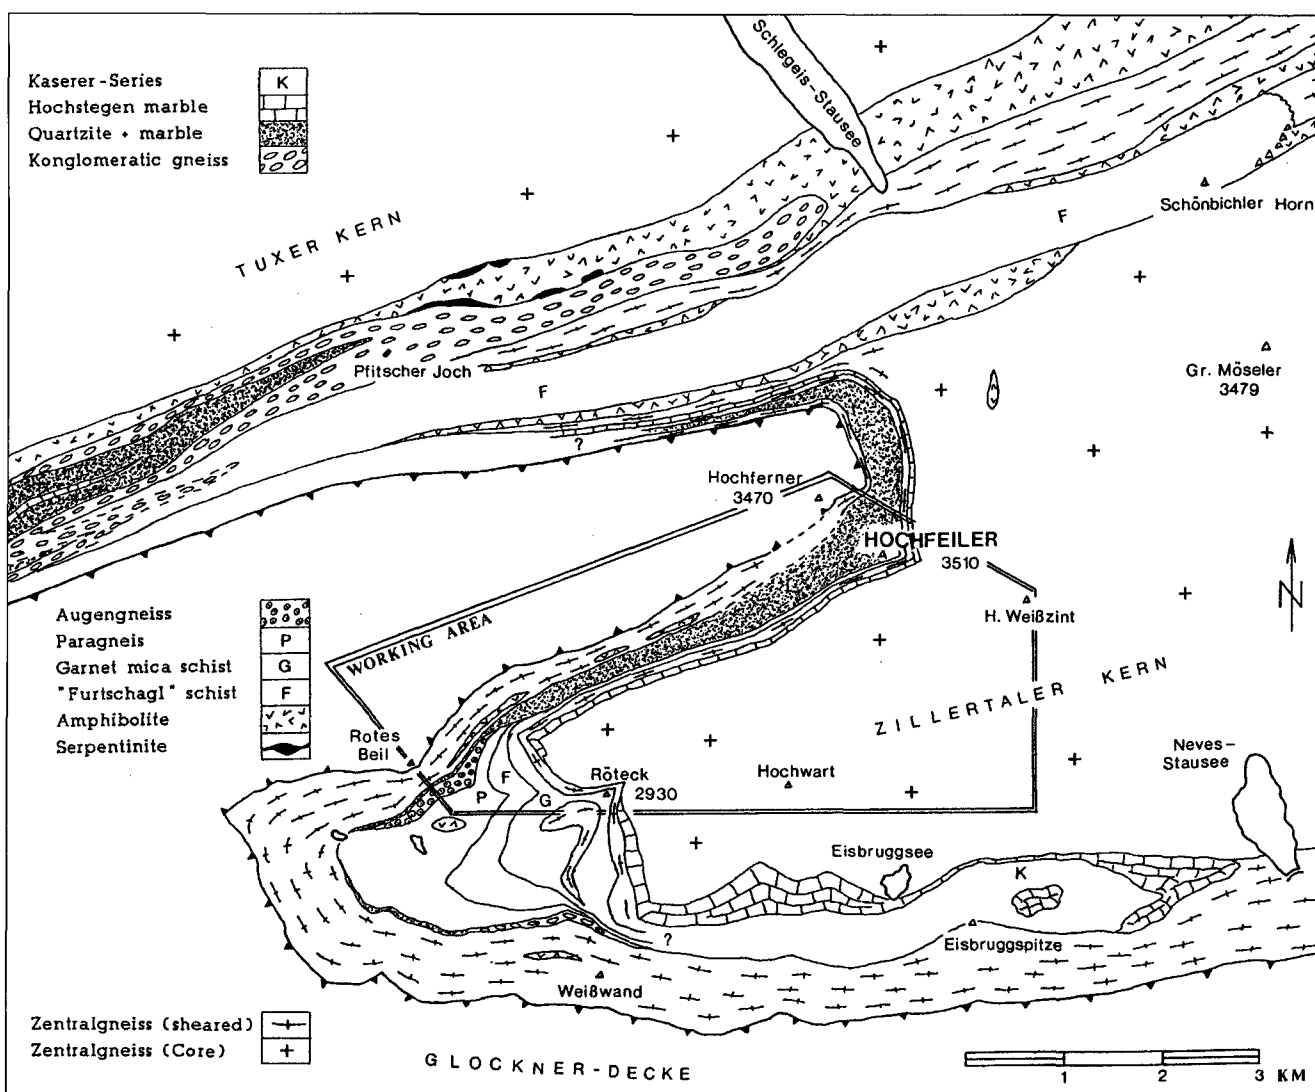 Kaserer-Series
K
Hochstegen marble
Quartzite + marble
Konglomeratic gneiss
Schlegeis-Stausee
TUXER KERN
Schönbichler Horn
F
Pfitscher Joch
Gr. Möseler
3479
F
?
Hochferner
3470
HOCHFEILER
3510
N
H. Weißzint
WORKING AREA
Augengneiss
Paragneis
P
Garnet mica schist
G
"Furtschagl" schist
F
Amphibolite
Serpentinite
ZILLERTALER KERN
Rotes
Beil
Neves-
Stausee
F
P
G
Röteck
2930
Hochwart
Eisbruggsee
K
?
Eisbruggspitze
Weißwand
Zentralgneiss (sheared)
Zentralgneiss (Core)
GLOCKNER-DECKE
1 2 3 KM